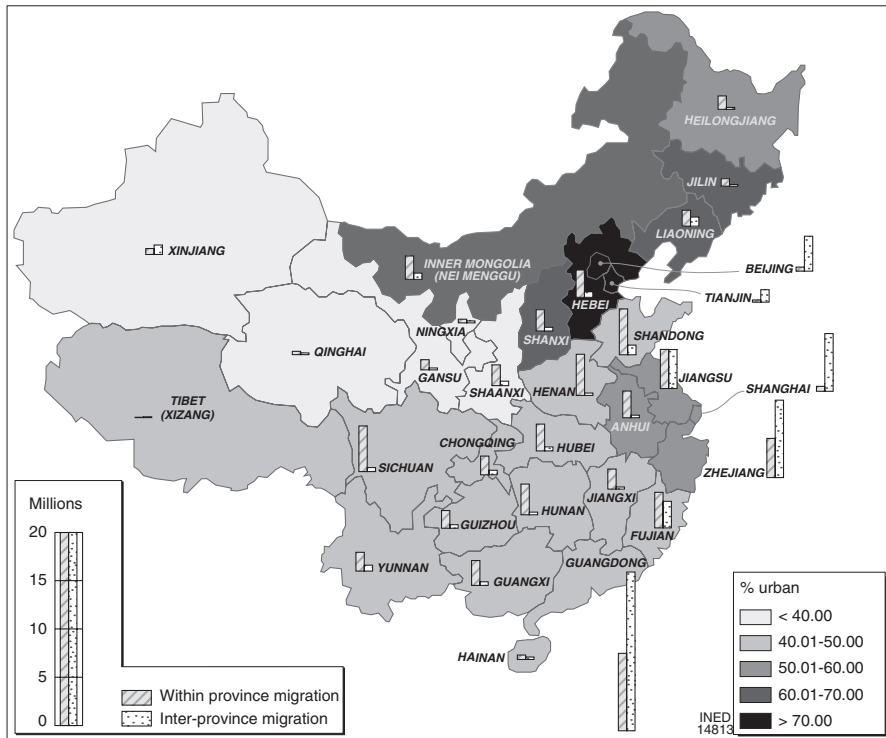 HEILONGJIANG
JILIN
LIAONING
XINJIANG
INNER MONGOLIA
(NEI MENGGU)
BEIJING
TIANJIN
HEBEI
NINGXIA
SHANXI
SHANDONG
QINGHAI
GANSU
SHAANXI
HENAN
JIANGSU
SHANGHAI
TIBET
(XIZANG)
ANHUI
CHONGQING
HUBEI
SICHUAN
ZHEJIANG
JIANGXI
HUNAN
GUIZHOU
FUJIAN
YUNNAN
GUANGXI
GUANGDONG
HAINAN
Millions
20
15
10
5
0
Within province migration
Inter-province migration
% urban
< 40.00
40.01-50.00
50.01-60.00
60.01-70.00
> 70.00
INED
14813